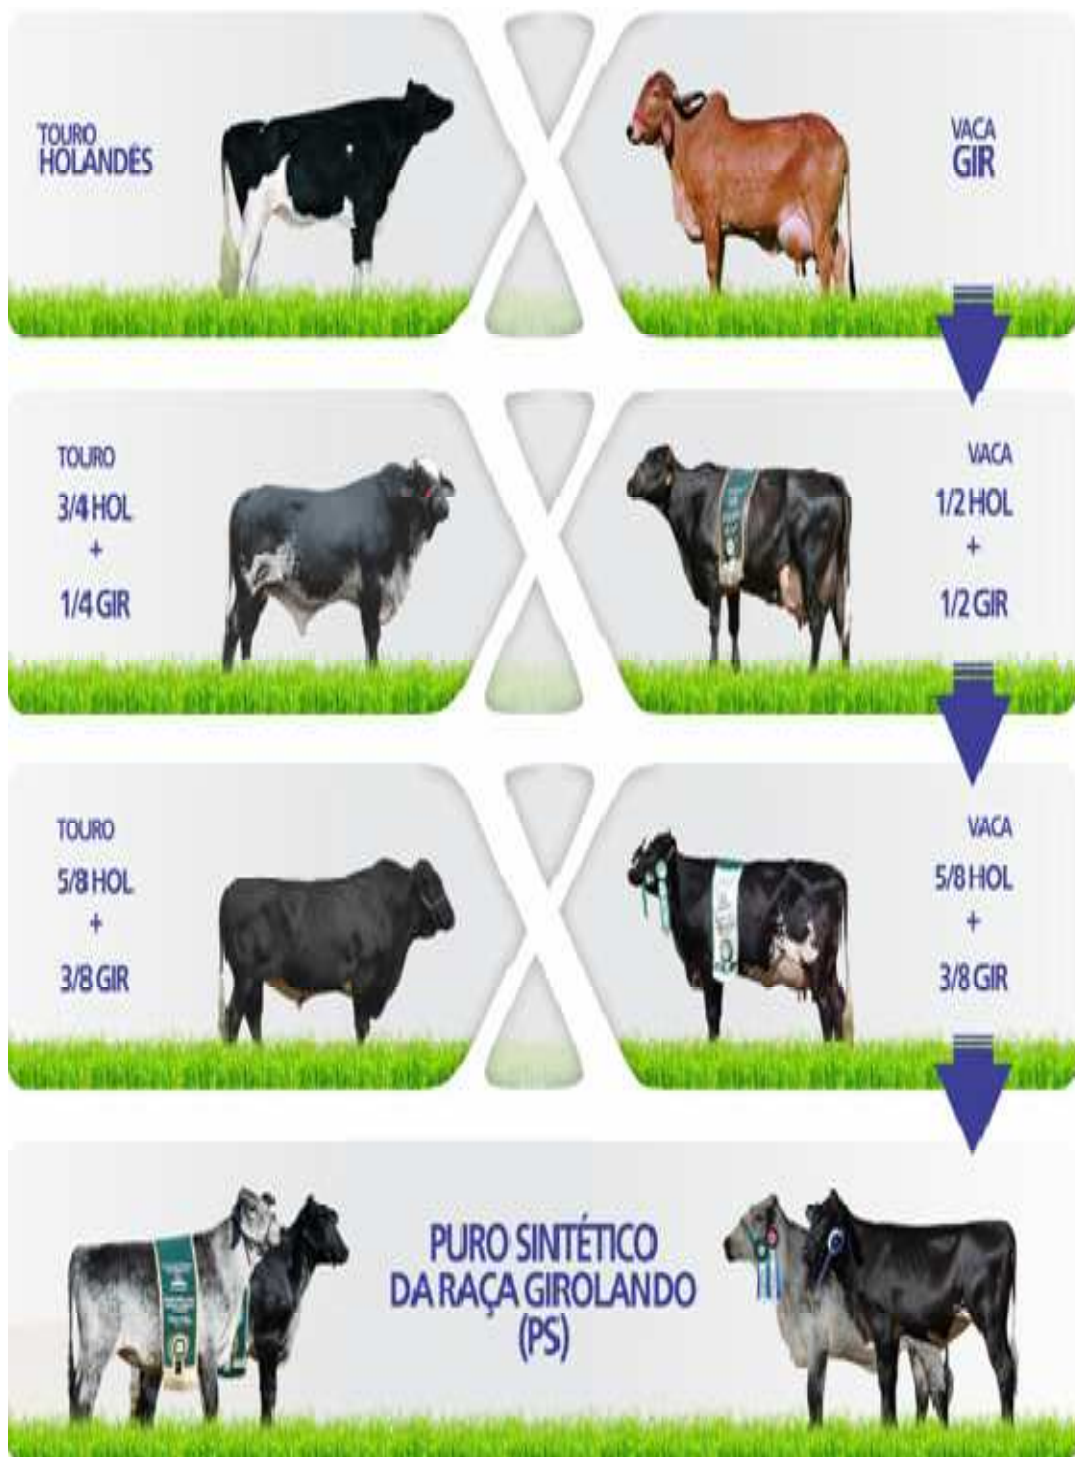 TOURO
HOLANDÊS
VACA
GIR
TOURO
3/4 HOL
+
1/4 GIR
VACA
1/2 HOL
+
1/2 GIR
TOURO
5/8 HOL
+
3/8 GIR
VACA
5/8 HOL
+
3/8 GIR
PURO SINTÉTICO
DA RAÇA GIROLANDO
(PS)